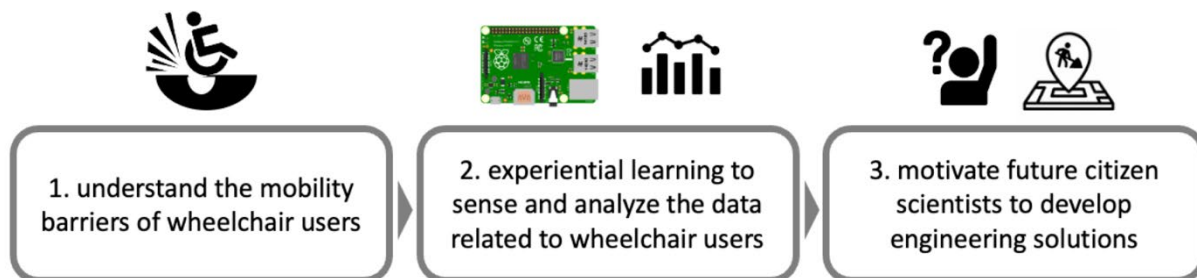 1. understand the mobility
barriers of wheelchair users
2. experiential learning to
sense and analyze the data
related to wheelchair users
3. motivate future citizen
scientists to develop
engineering solutions